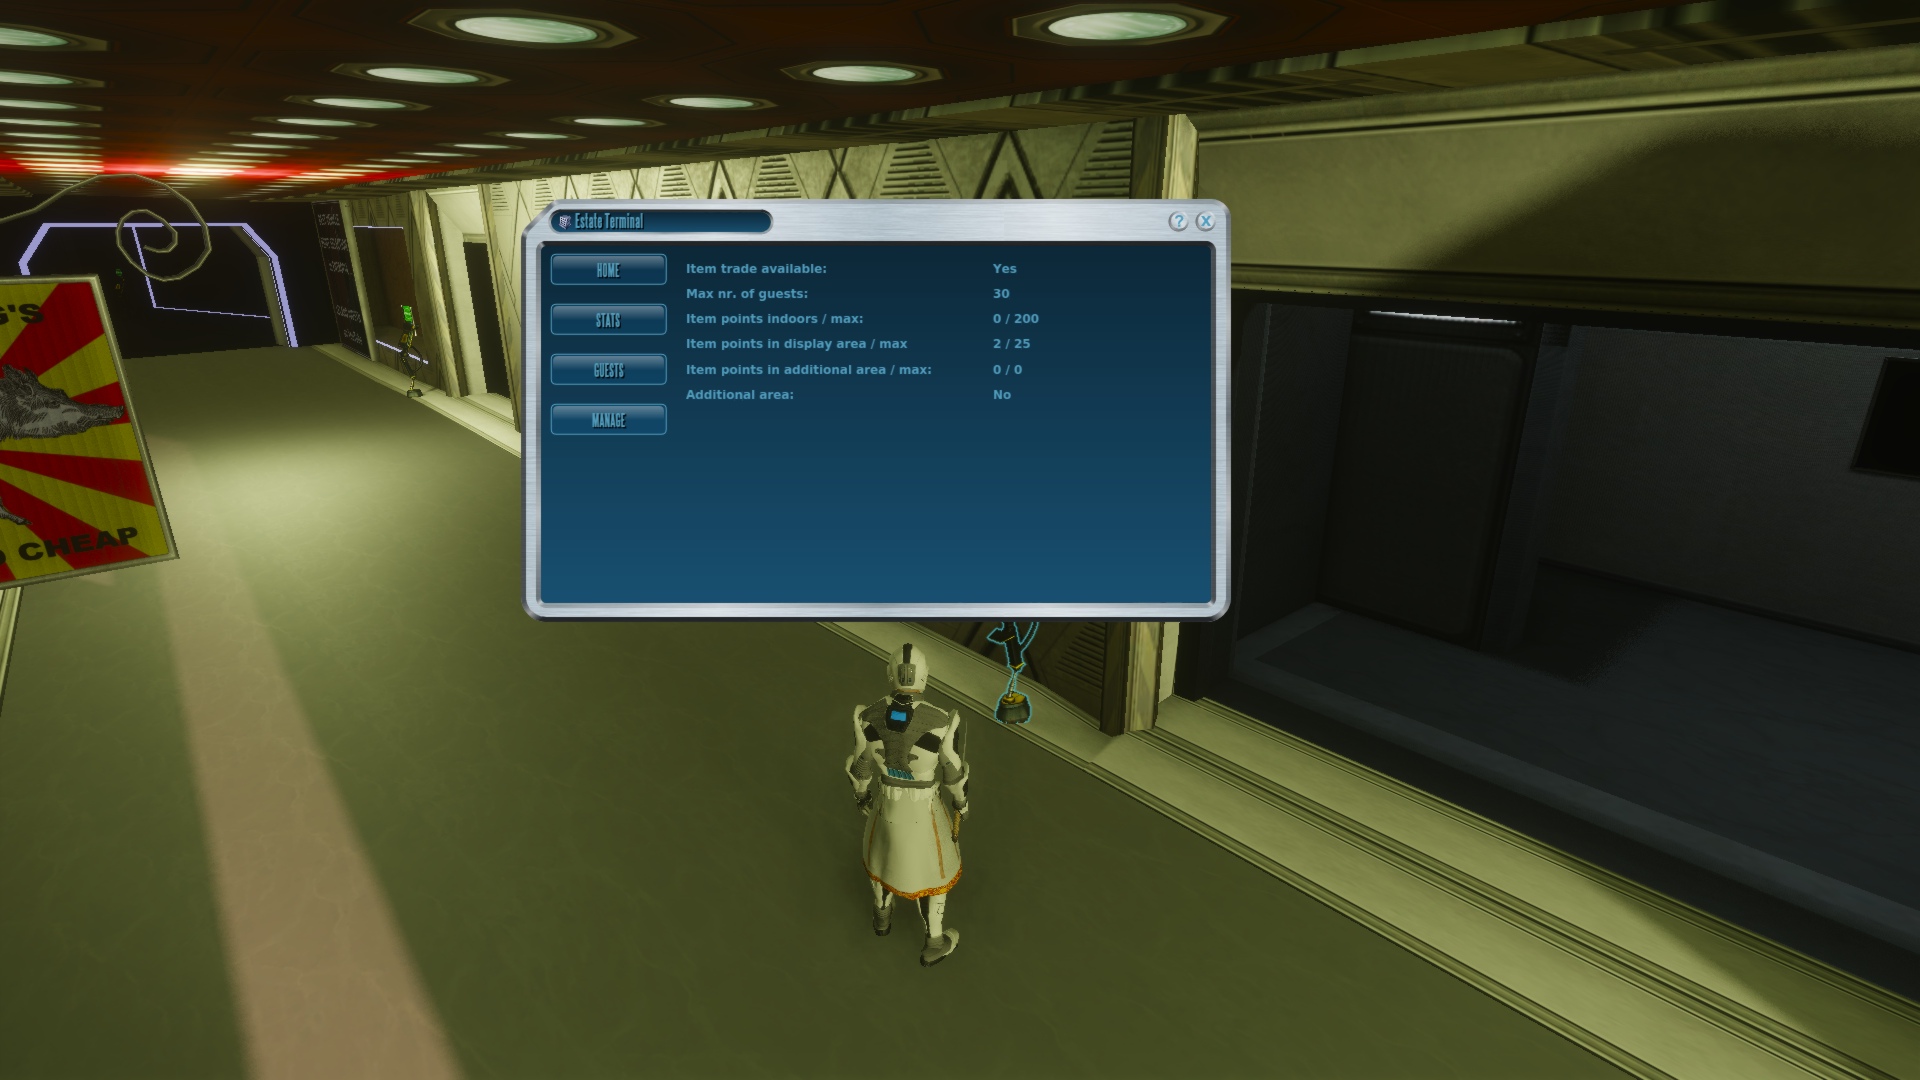 Estate Terminal
?
X
HOME
STATS
GUESTS
MANAGE
Item trade available: Yes
Max nr. of guests: 30
Item points indoors / max: 0 / 200
Item points in display area / max 2 / 25
Item points in additional area / max: 0 / 0
Additional area: No
G'S
CHEAP